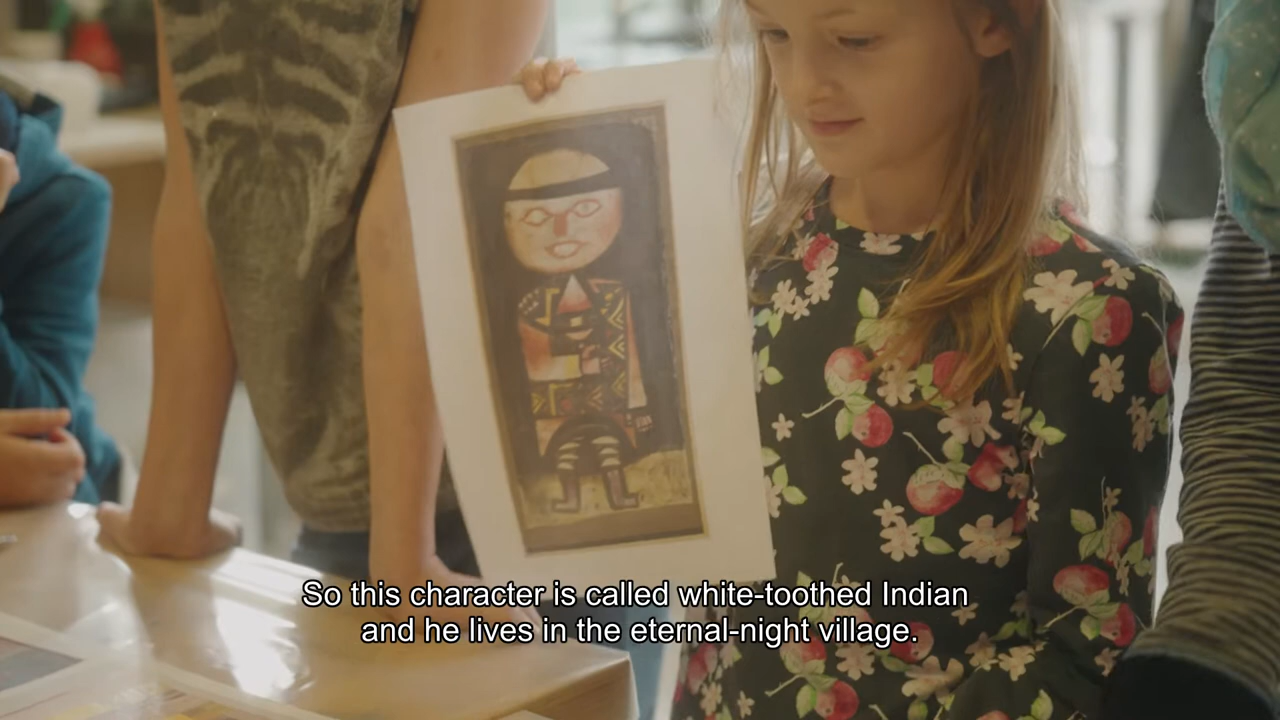 So this character is called white-toothed Indian
and he lives in the eternal-night village.